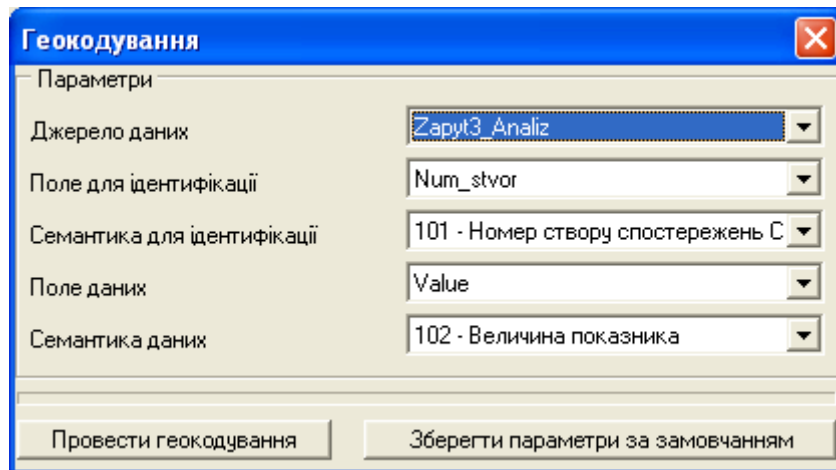 Геокодування
Параметри
Джерело даних Zapyt3_Analiz
Поле для ідентифікації Num_stvor
Семантика для ідентифікації 101 - Номер створу спостережень С
Поле даних Value
Семантика даних 102 - Величина показника
Провести геокодування Зберегти параметри за замовчанням